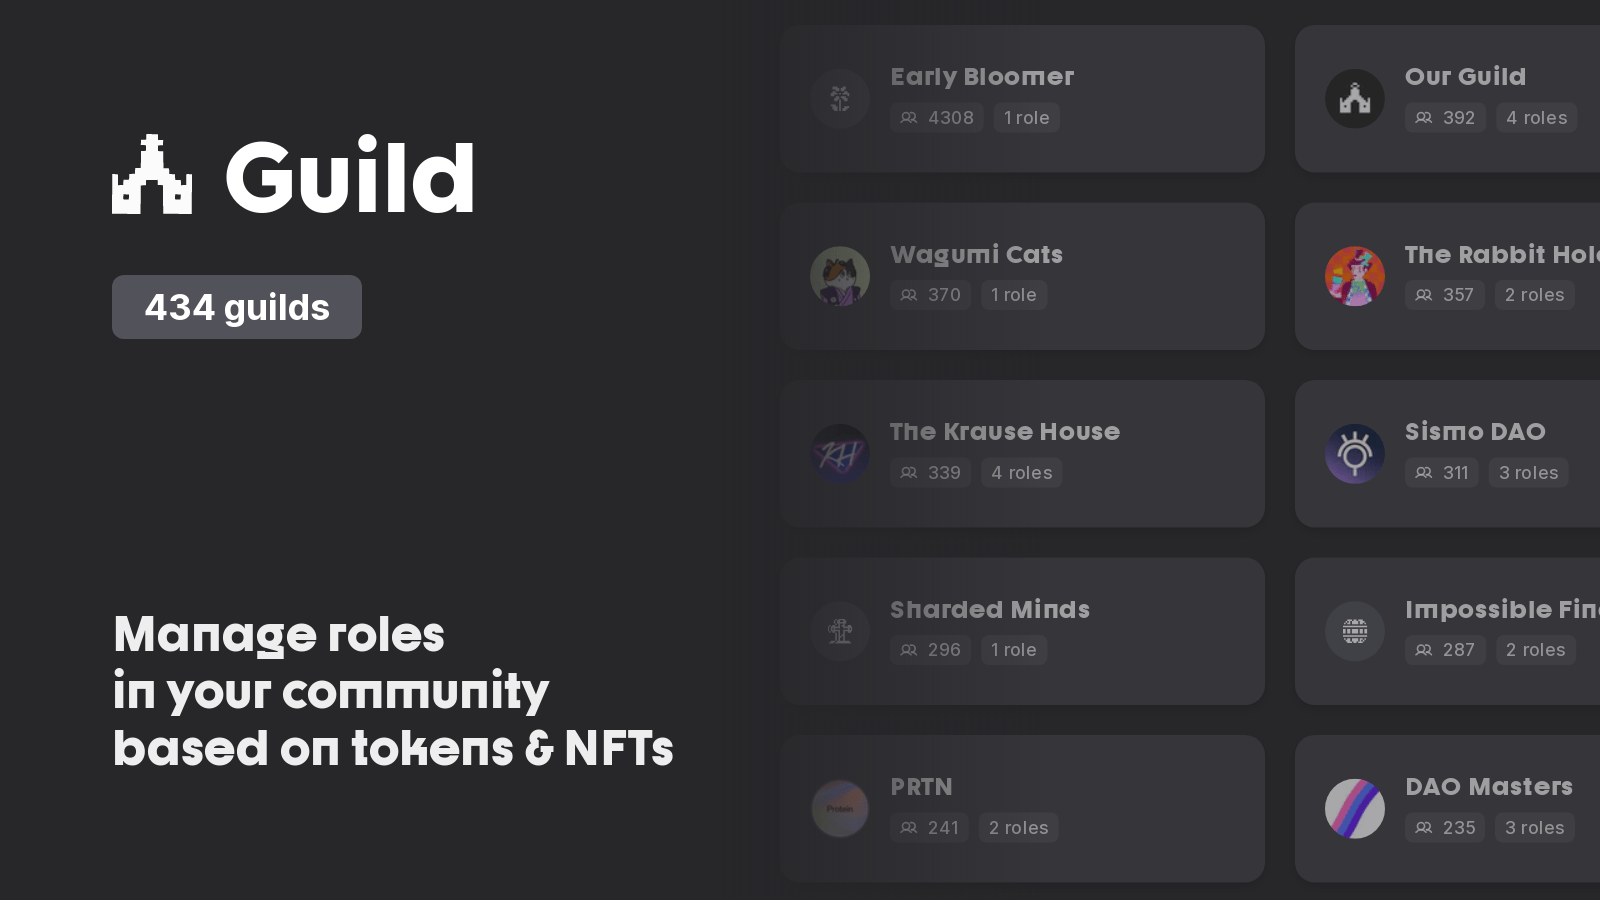 Guild
434 guilds
Manage roles
in your community
based on tokens & NFTs
Early Bloomer
4308 1 role
Our Guild
392 4 roles
Wagumi Cats
370 1 role
The Rabbit Hol
357 2 roles
KH
The Krause House
339 4 roles
Sismo DAO
311 3 roles
Sharded Minds
296 1 role
Impossible Fin
287 2 roles
Protein
PRTN
241 2 roles
DAO Masters
235 3 roles